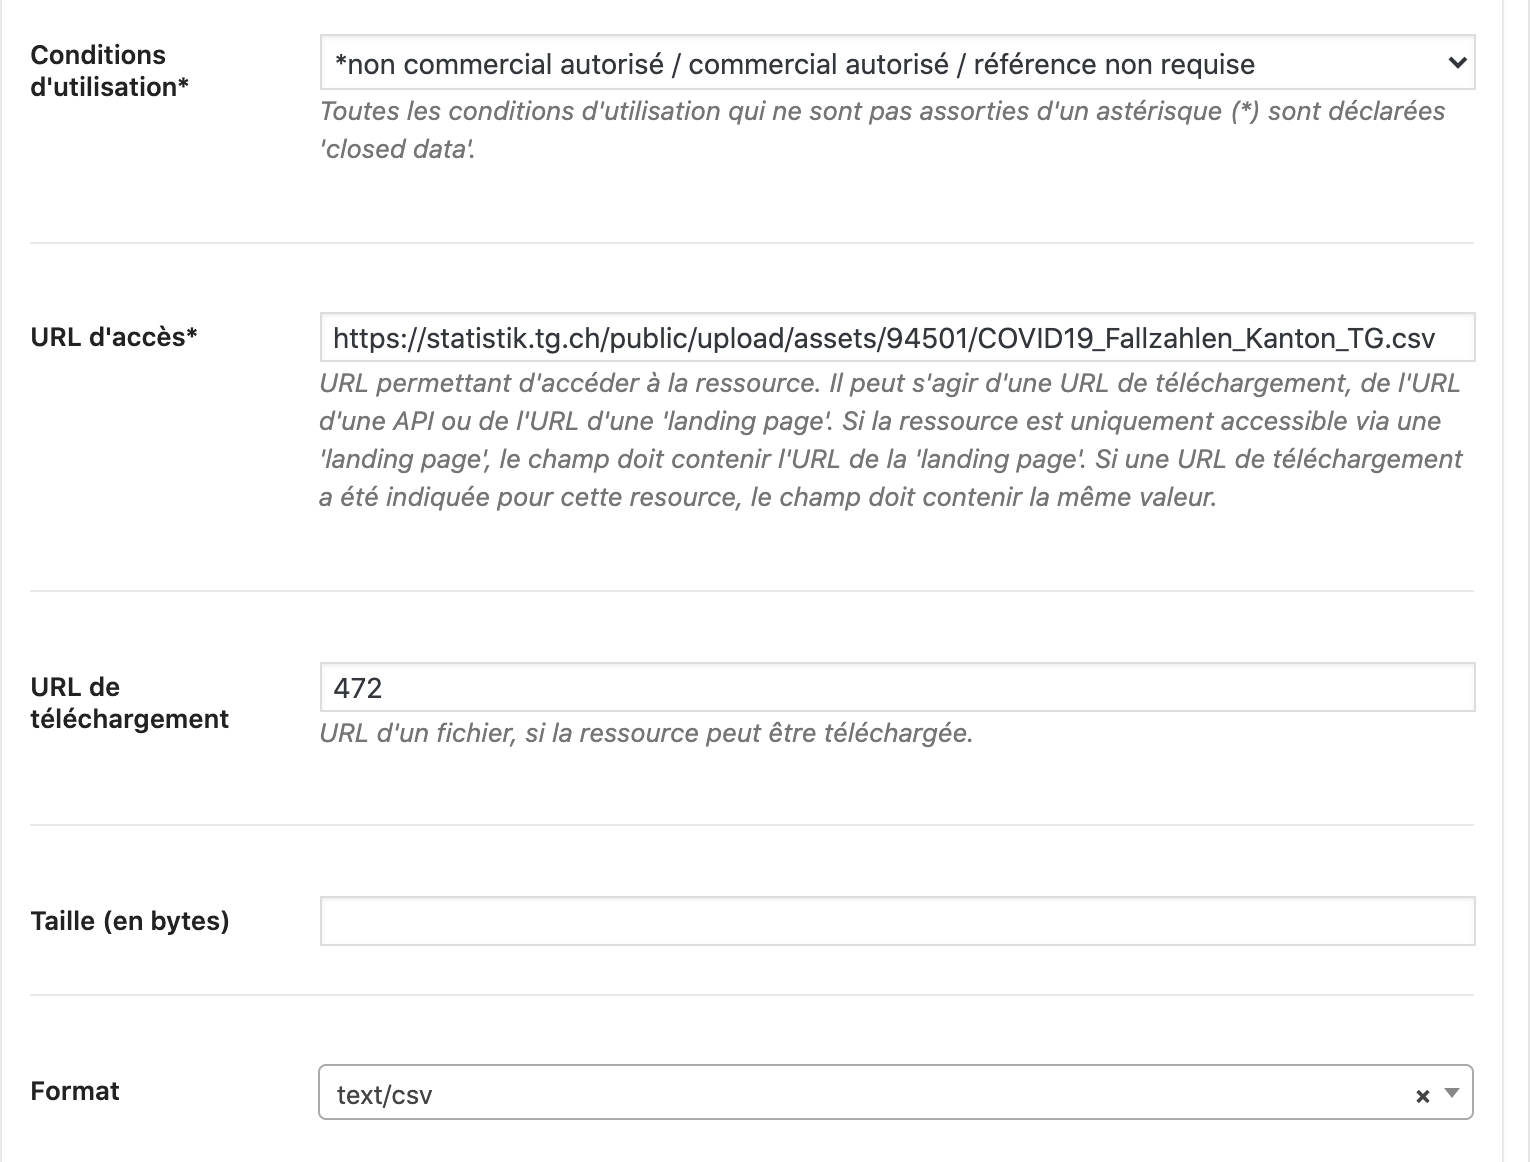 Conditions
d'utilisation*
*non commercial autorisé / commercial autorisé / référence non requise
Toutes les conditions d'utilisation qui ne sont pas assorties d'un astérisque (*) sont déclarées
'closed data'.
URL d'accès*
https://statistik.tg.ch/public/upload/assets/94501/COVID19_Fallzahlen_Kanton_TG.csv
URL permettant d'accéder à la ressource. Il peut s'agir d'une URL de téléchargement, de l'URL
d'une API ou de l'URL d'une 'landing page'. Si la ressource est uniquement accessible via une
'landing page', le champ doit contenir l'URL de la 'landing page'. Si une URL de téléchargement
a été indiquée pour cette resource, le champ doit contenir la même valeur.
URL de
téléchargement
472
URL d'un fichier, si la ressource peut être téléchargée.
Taille (en bytes)
Format
text/csv